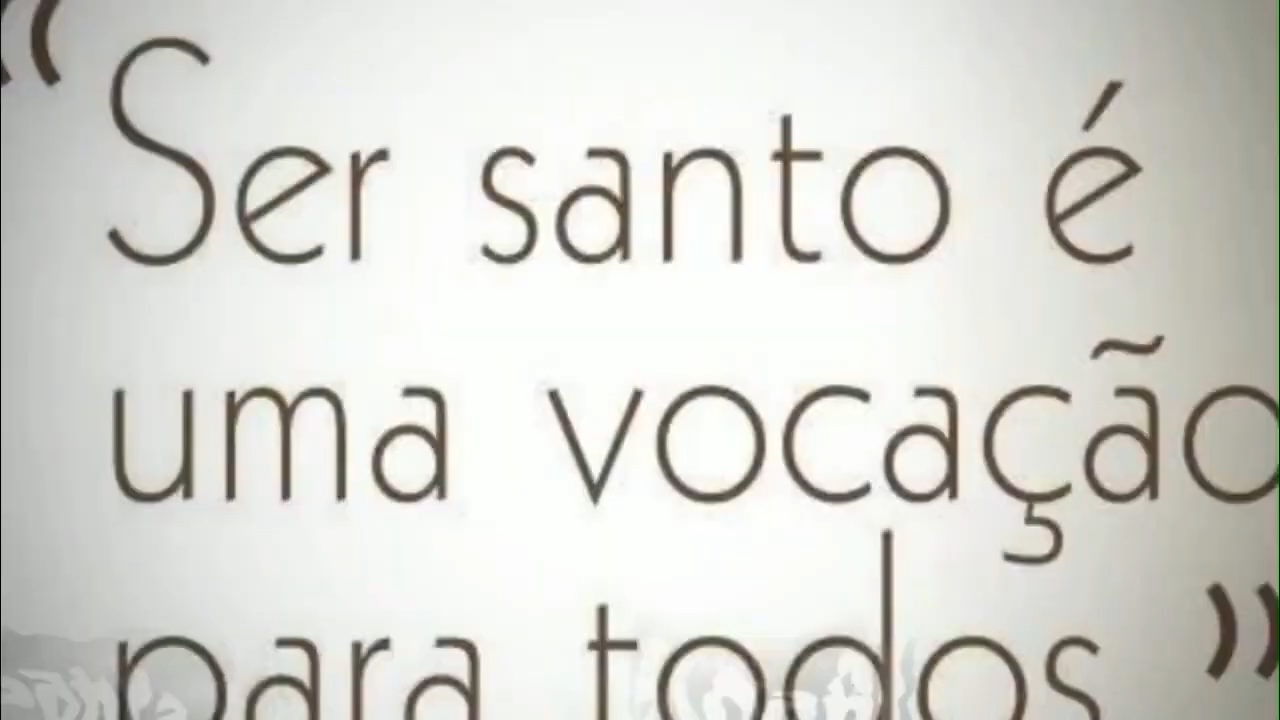 “Ser santo é
uma vocação
para todos”